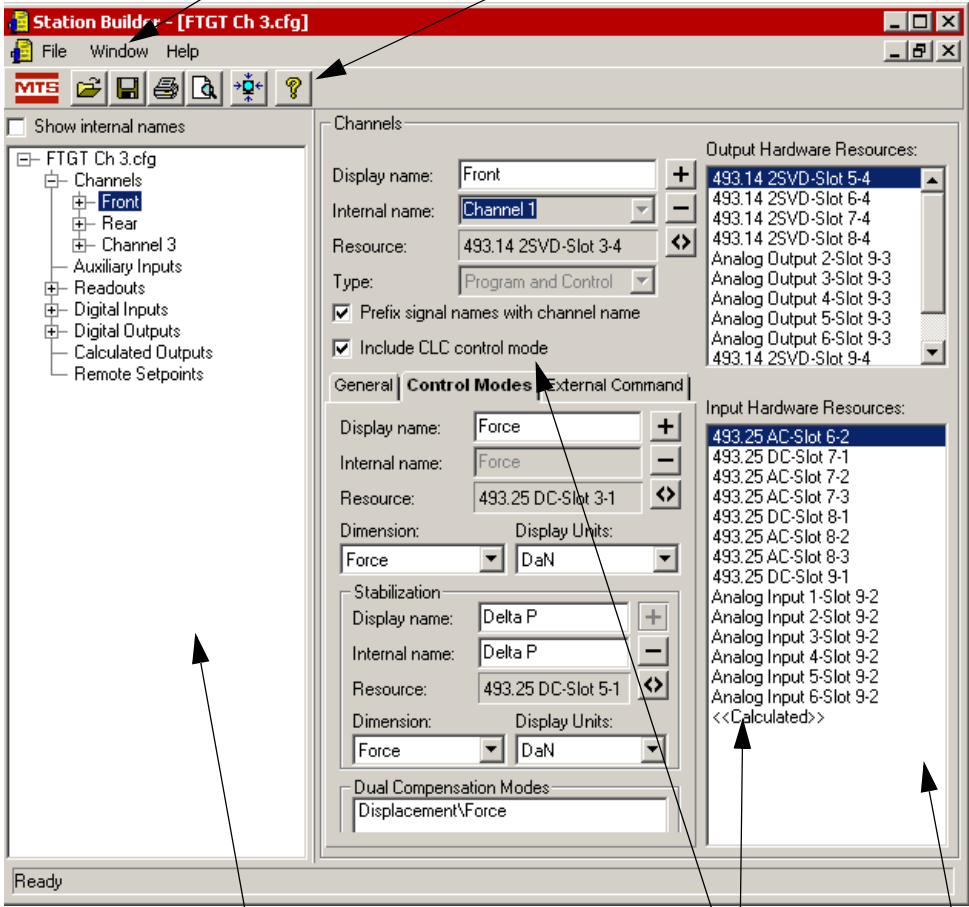 Station Builder - [FTGT Ch 3.cfg]
File Window Help
MTS
Show internal names
FTGT Ch 3.cfg
Channels
Front
Rear
Channel 3
Auxiliary Inputs
Readouts
Digital Inputs
Digital Outputs
Calculated Outputs
Remote Setpoints
Channels
Display name: Front
Internal name: Channel 1
Resource: 493.14 2SVD-Slot 3-4
Type: Program and Control
Prefix signal names with channel name
Include CLC control mode
General Control Modes External Command
Display name: Force
Internal name: Force
Resource: 493.25 DC-Slot 3-1
Dimension: Display Units:
Force DaN
Stabilization
Display name: Delta P
Internal name: Delta P
Resource: 493.25 DC-Slot 5-1
Dimension: Display Units:
Force DaN
Dual Compensation Modes
Displacement\Force
Output Hardware Resources:
493.14 2SVD-Slot 5-4
493.14 2SVD-Slot 6-4
493.14 2SVD-Slot 7-4
493.14 2SVD-Slot 8-4
Analog Output 2-Slot 9-3
Analog Output 3-Slot 9-3
Analog Output 4-Slot 9-3
Analog Output 5-Slot 9-3
Analog Output 6-Slot 9-3
493.14 2SVD-Slot 9-4
Input Hardware Resources:
493.25 AC-Slot 6-2
493.25 DC-Slot 7-1
493.25 AC-Slot 7-2
493.25 AC-Slot 7-3
493.25 DC-Slot 8-1
493.25 AC-Slot 8-2
493.25 AC-Slot 8-3
493.25 DC-Slot 9-1
Analog Input 1-Slot 9-2
Analog Input 2-Slot 9-2
Analog Input 3-Slot 9-2
Analog Input 4-Slot 9-2
Analog Input 5-Slot 9-2
Analog Input 6-Slot 9-2
<<Calculated>>
Ready